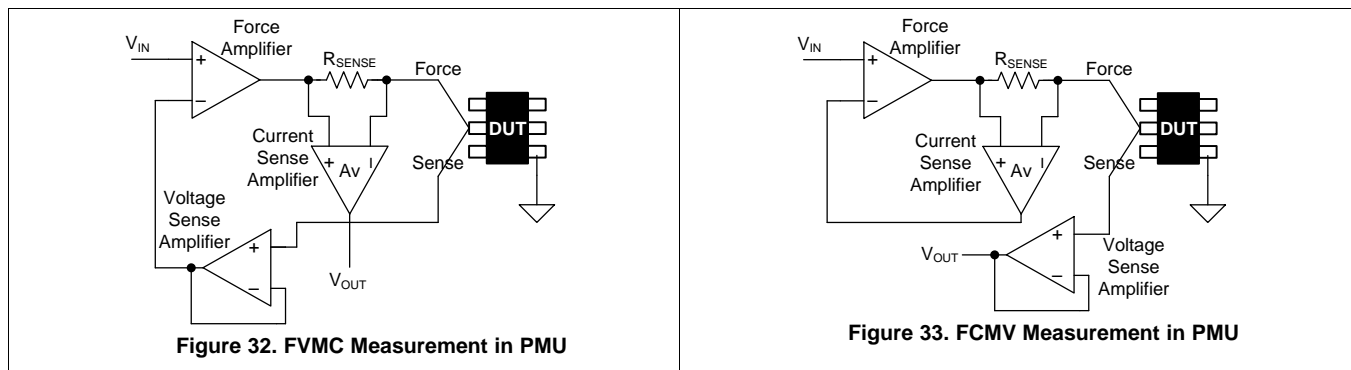 Force
Amplifier
V_IN
+
−
R_SENSE
Force
DUT
Current
Sense
Amplifier
+ −
Av
Sense
Voltage
Sense
Amplifier
+
−
V_OUT
Figure 32. FVMC Measurement in PMU
Force
Amplifier
V_IN
+
−
R_SENSE
Force
DUT
Current
Sense
Amplifier
+ −
Av
Sense
V_OUT
+
−
Voltage
Sense
Amplifier
Figure 33. FCMV Measurement in PMU